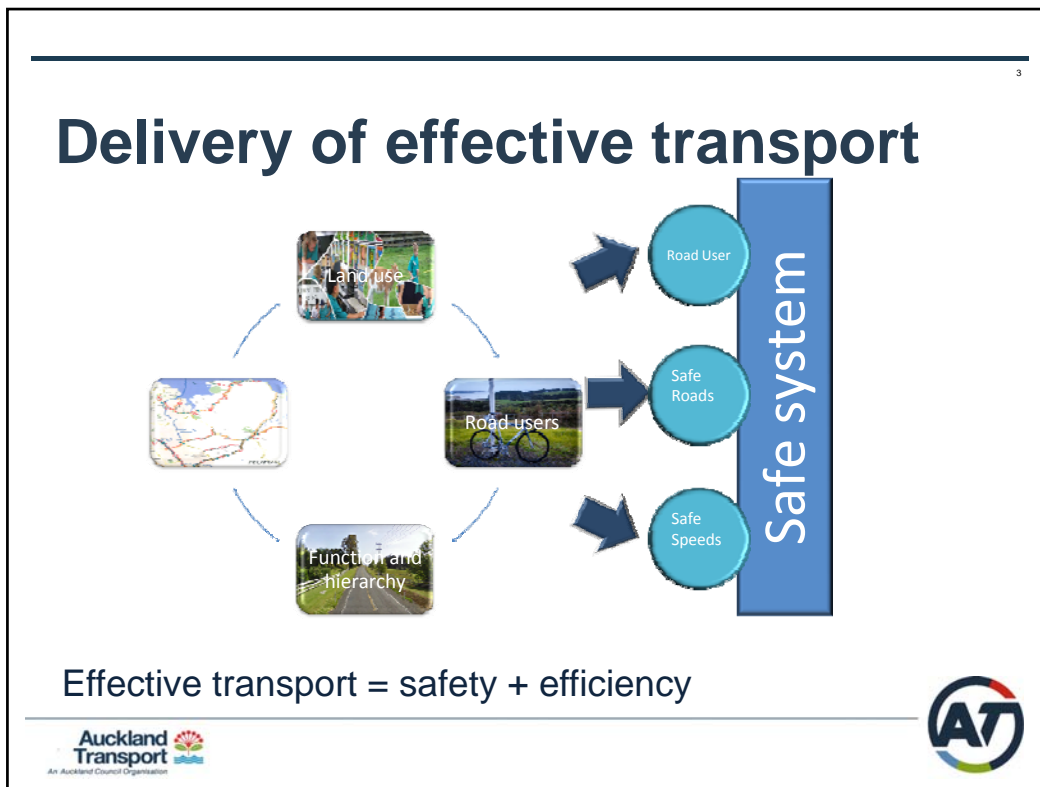 3
Delivery of effective transport
Land use
Road users
Function and
hierarchy
Road User
Safe
Roads
Safe
Speeds
Safe system
Effective transport = safety + efficiency
Auckland
Transport
An Auckland Council Organisation
AT